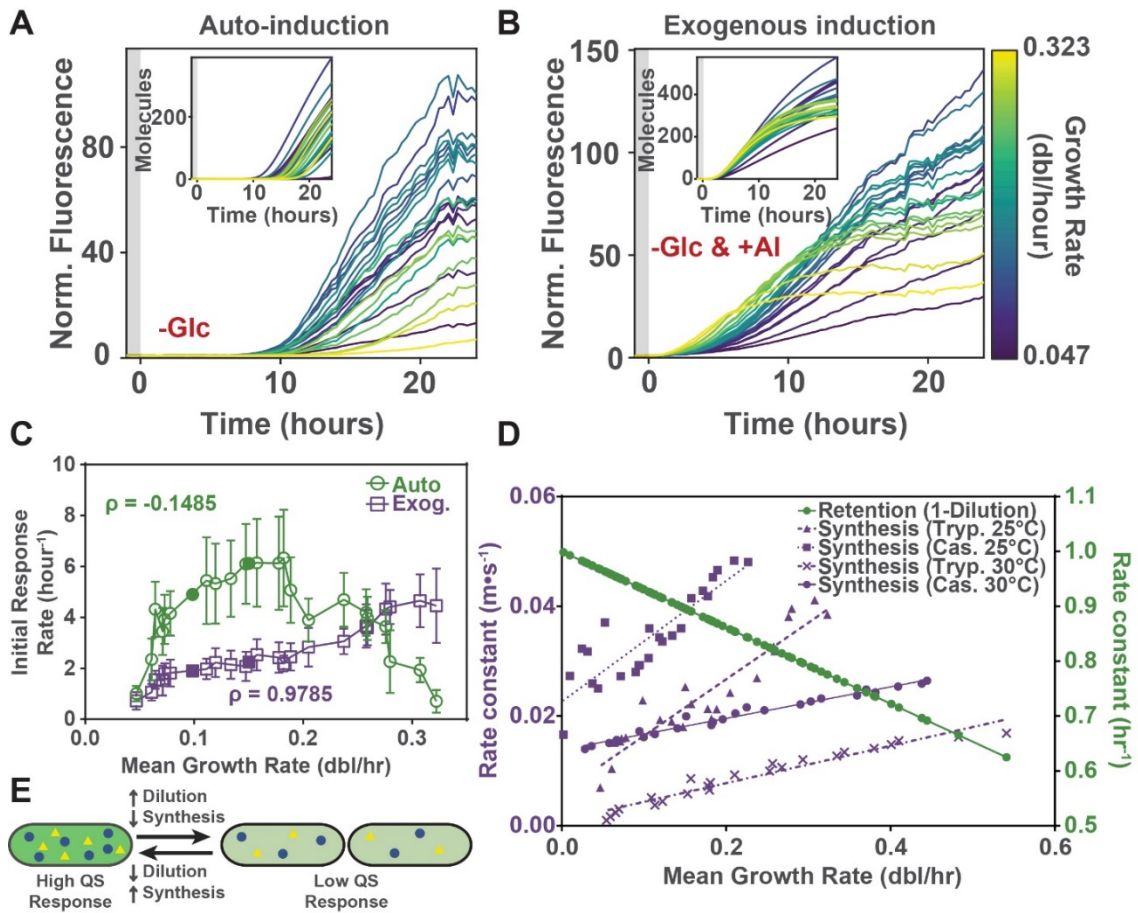 A
Auto-induction
Norm. Fluorescence
80
40
0
0
10
20
Time (hours)
-Glc
Molecules
200
0
0
10
20
Time (hours)
B
Exogenous induction
150
100
50
0
0
10
20
Time (hours)
-Glc & +AI
Molecules
400
200
0
0
10
20
Time (hours)
0.323
Growth Rate
(dbl/hour)
0.047
C
Initial Response
Rate (hour⁻¹)
10
8
6
4
2
0
0.0
0.1
0.2
0.3
Mean Growth Rate (dbl/hr)
ρ = -0.1485
Auto
Exog.
ρ = 0.9785
D
Rate constant (m•s⁻¹)
0.06
0.04
0.02
0.00
0.0
0.2
0.4
0.6
Mean Growth Rate (dbl/hr)
Retention (1-Dilution)
Synthesis (Tryp. 25°C)
Synthesis (Cas. 25°C)
Synthesis (Tryp. 30°C)
Synthesis (Cas. 30°C)
1.1
1.0
0.9
0.8
0.7
0.6
0.5
Rate constant
(hr⁻¹)
E
↑ Dilution
↓ Synthesis
↓ Dilution
↑ Synthesis
High QS
Response
Low QS
Response